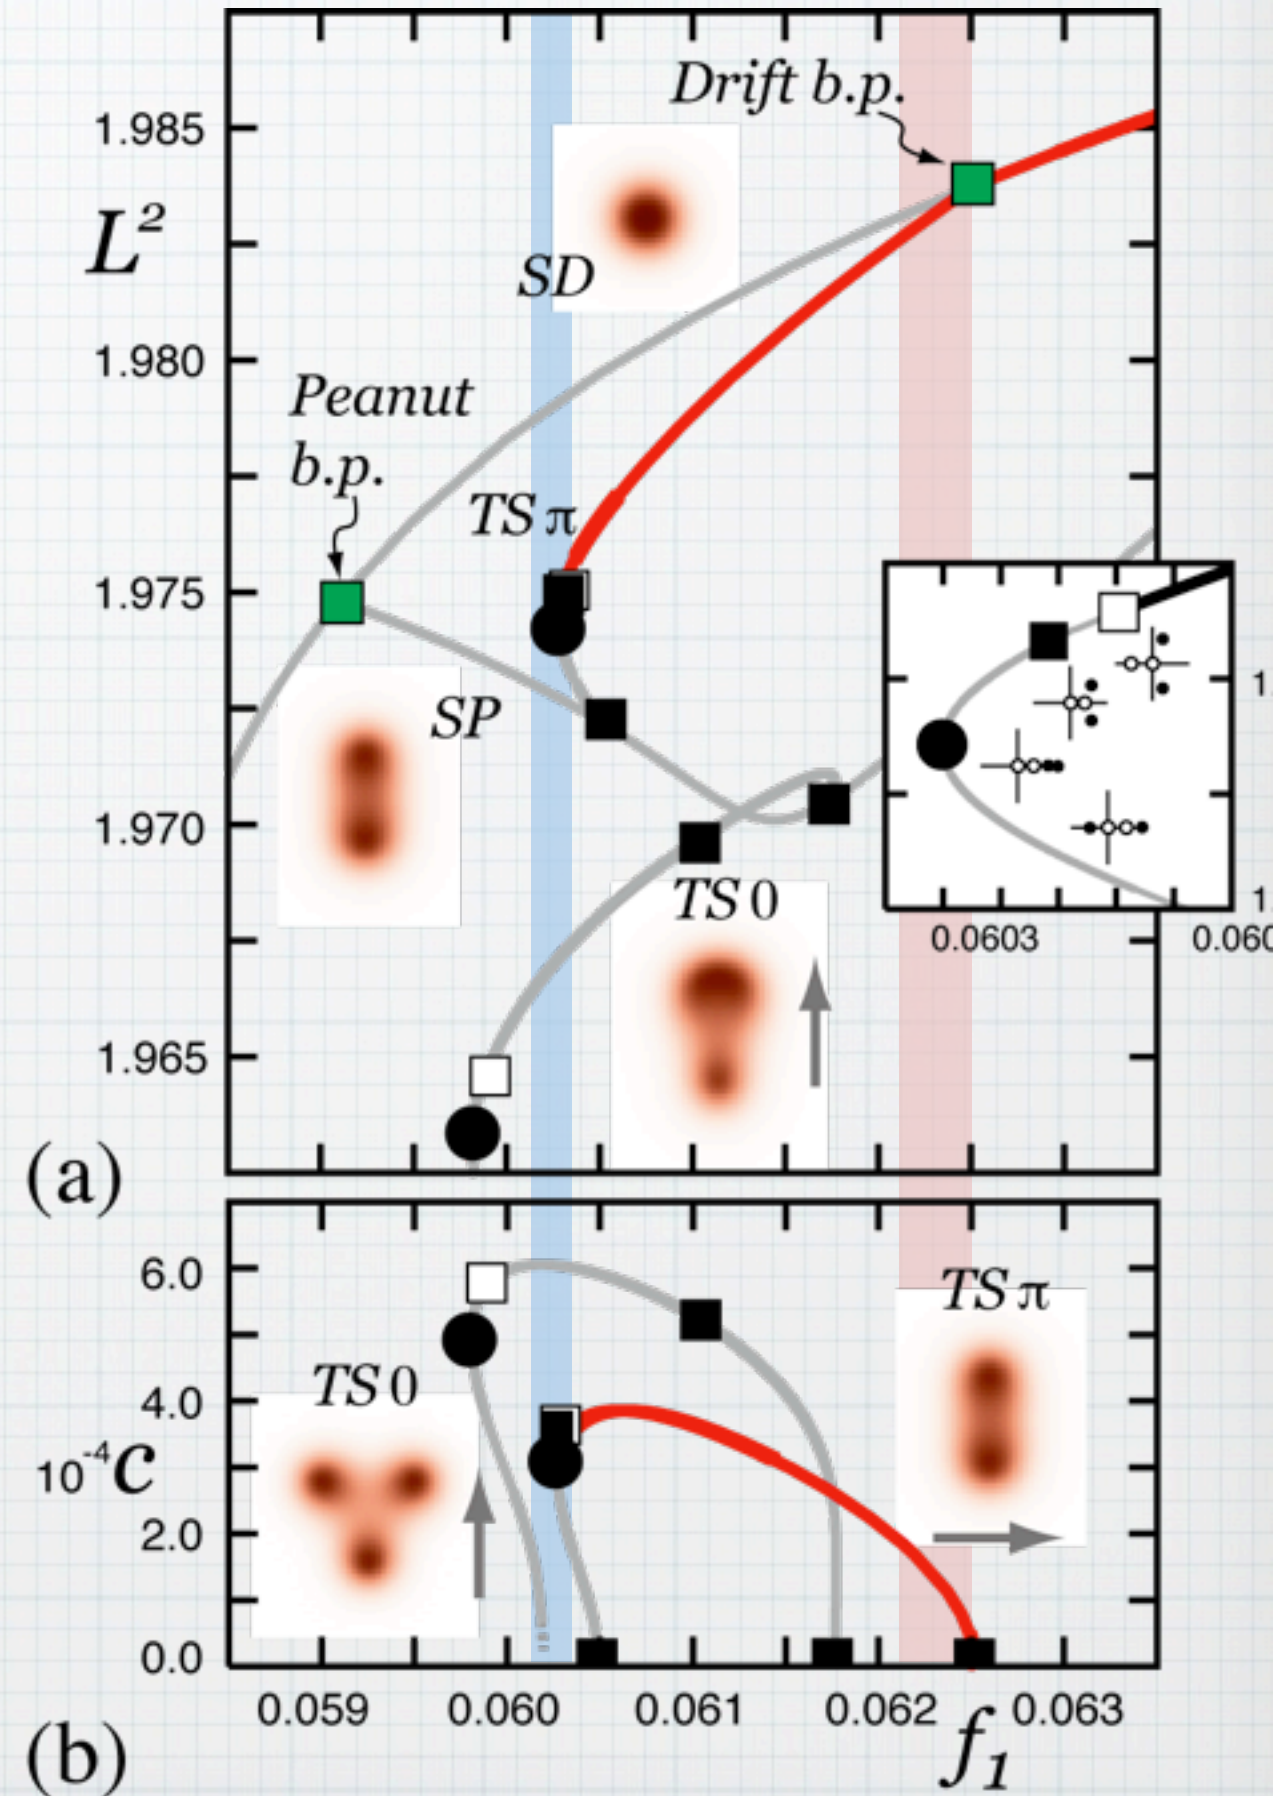 Drift b.p.
1.985
L²
SD
1.980
Peanut
b.p.
TS π
1.975
SP
1.970
TS 0
0.0603
1.965
(a)
6.0
TS π
TS 0
4.0
10⁻⁴c
2.0
0.0
0.059 0.060 0.061 0.062 0.063
f₁
(b)